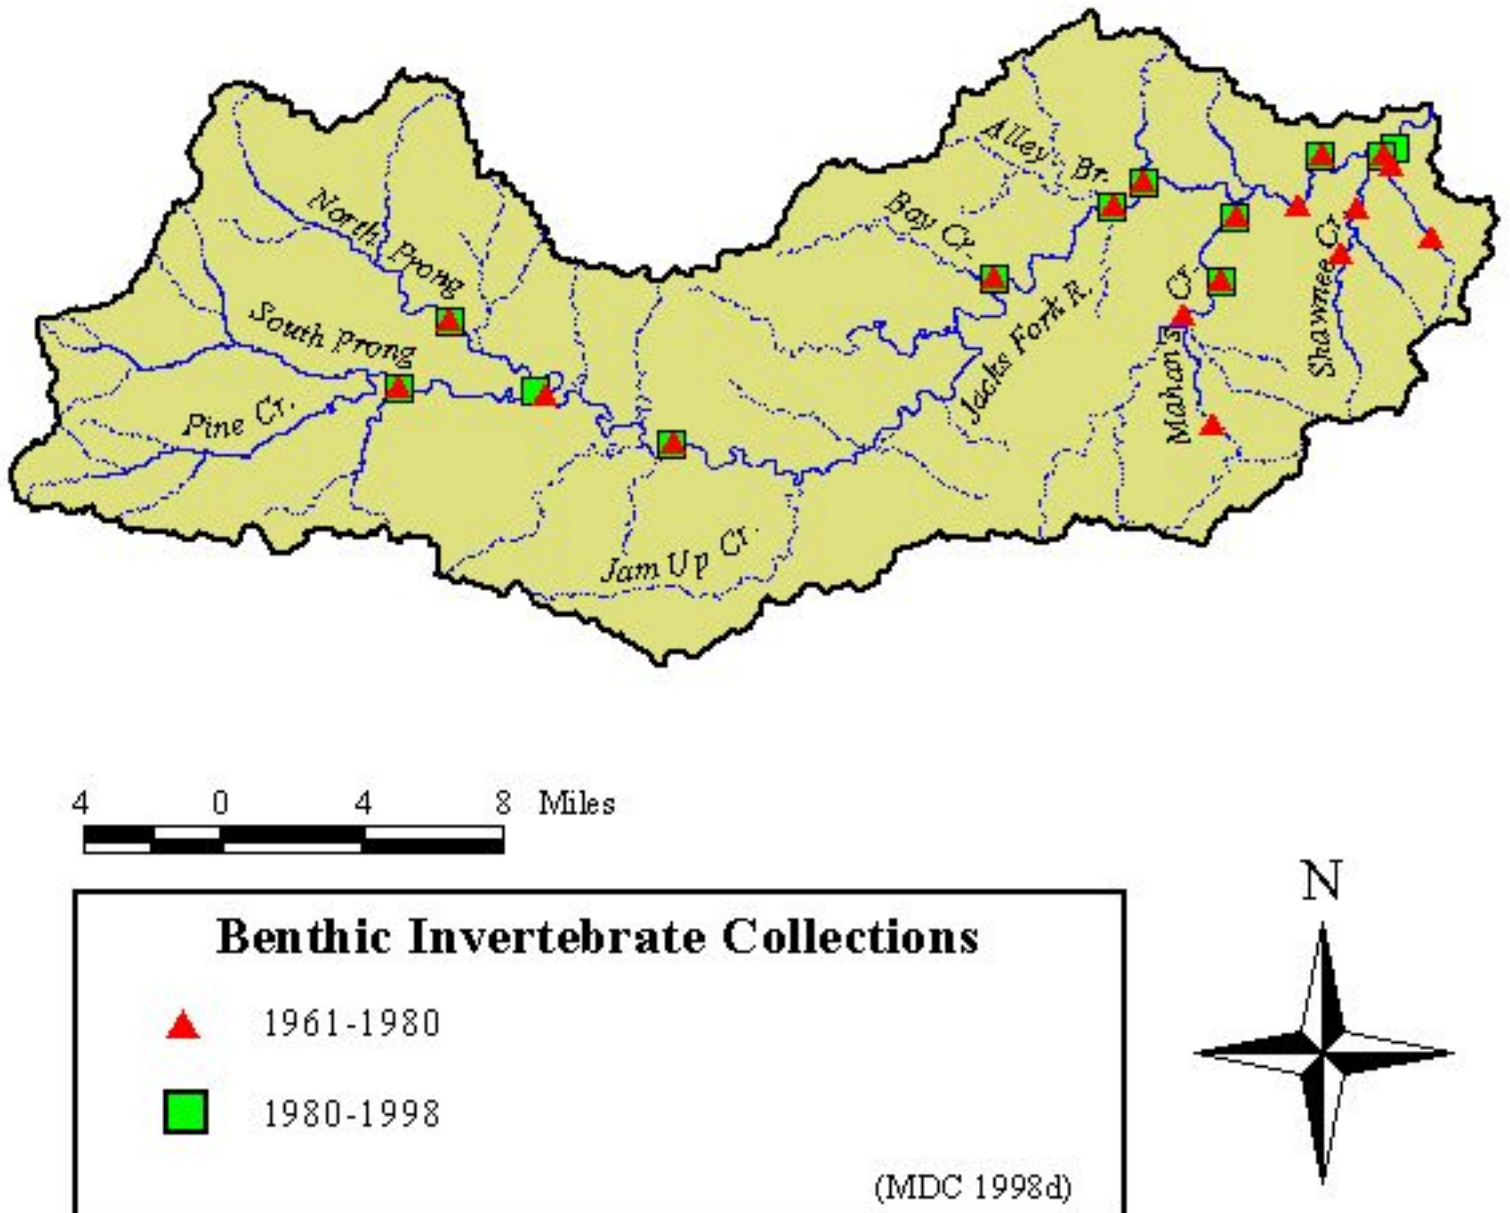 Alley Br.
North Prong
Bay Cr.
South Prong
Cr.
Shawnee Cr.
Jacks Fork R.
Mahan's
Pine Cr.
Jam Up Cr.
4 0 4 8 Miles
N
Benthic Invertebrate Collections
1961-1980
1980-1998
(MDC 1998d)